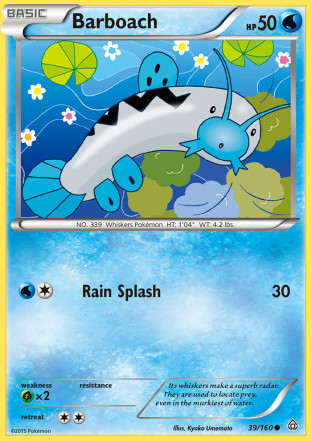 BASIC
Barboach
HP 50
NO. 339 Whiskers Pokémon HT: 1'04" WT: 4.2 lbs.
Rain Splash 30
weakness resistance
×2
retreat
Its whiskers make a superb radar.
They are used to locate prey,
even in the murkiest of water.
©2015 Pokémon
Illus. Kyoko Umemoto
39/160